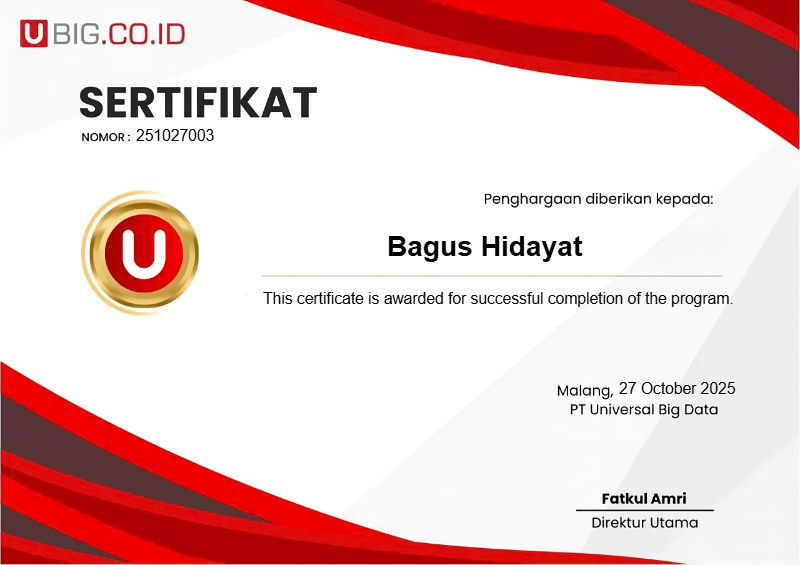 UBIG.CO.ID
SERTIFIKAT
NOMOR : 251027003
Penghargaan diberikan kepada:
U
Bagus Hidayat
This certificate is awarded for successful completion of the program.
Malang, 27 October 2025
PT Universal Big Data
Fatkul Amri
Direktur Utama